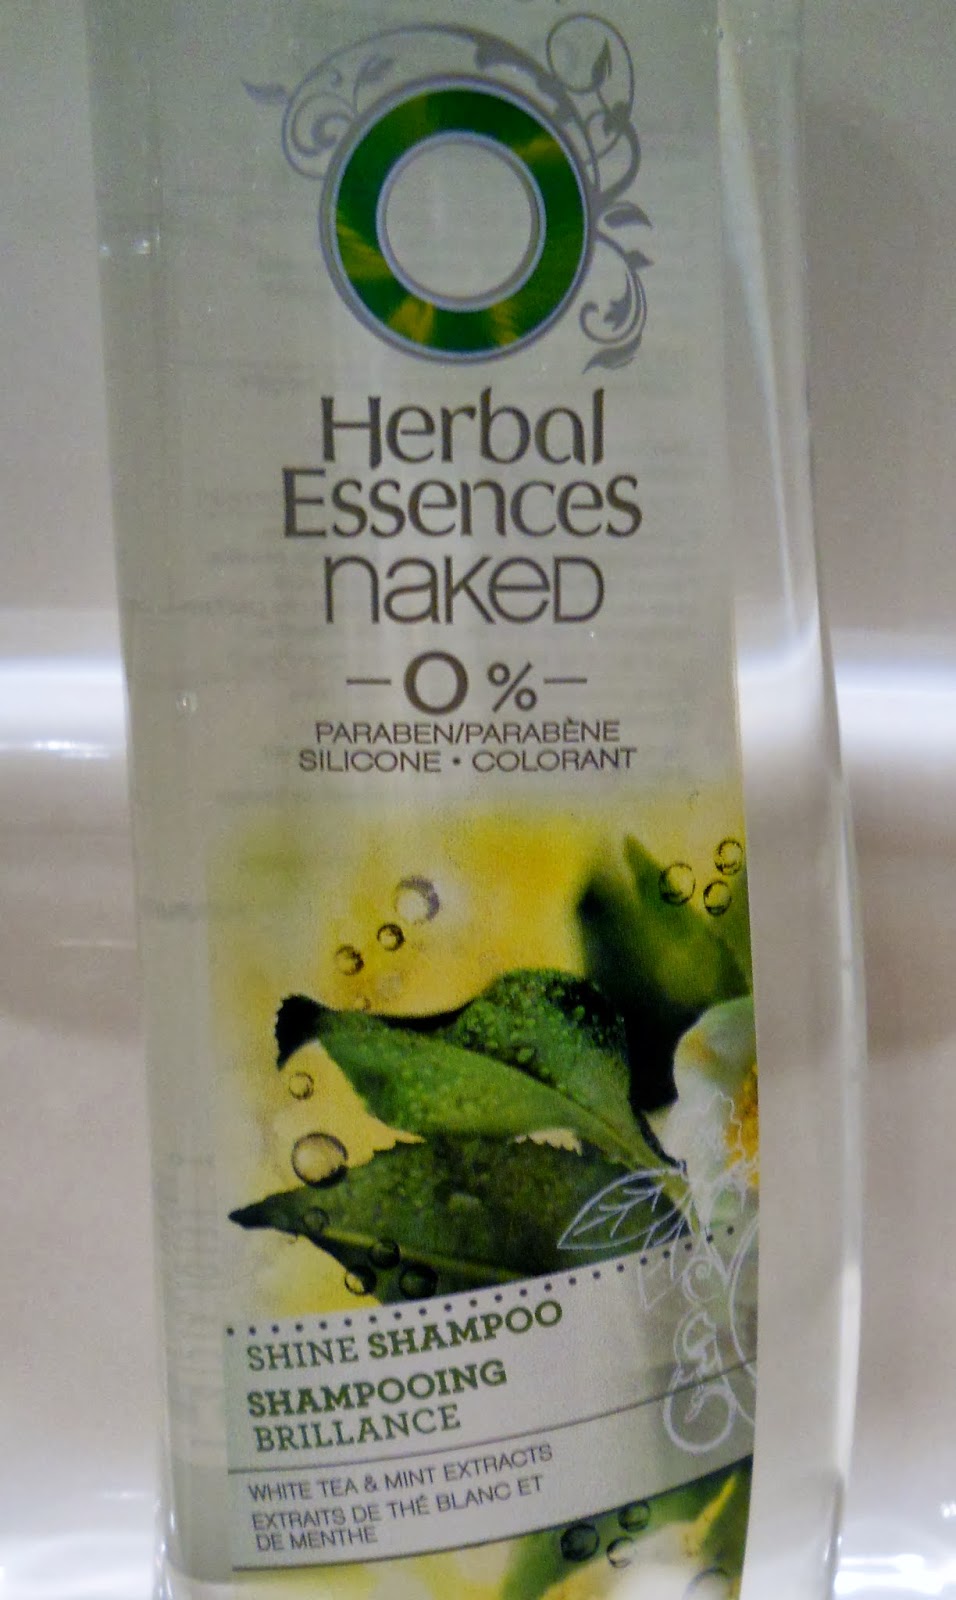 Herbal
Essences
naked
0 %
PARABEN/PARABÈNE
SILICONE • COLORANT
SHINE SHAMPOO
SHAMPOOING
BRILLANCE
WHITE TEA & MINT EXTRACTS
EXTRAITS DE THÉ BLANC ET
DE MENTHE